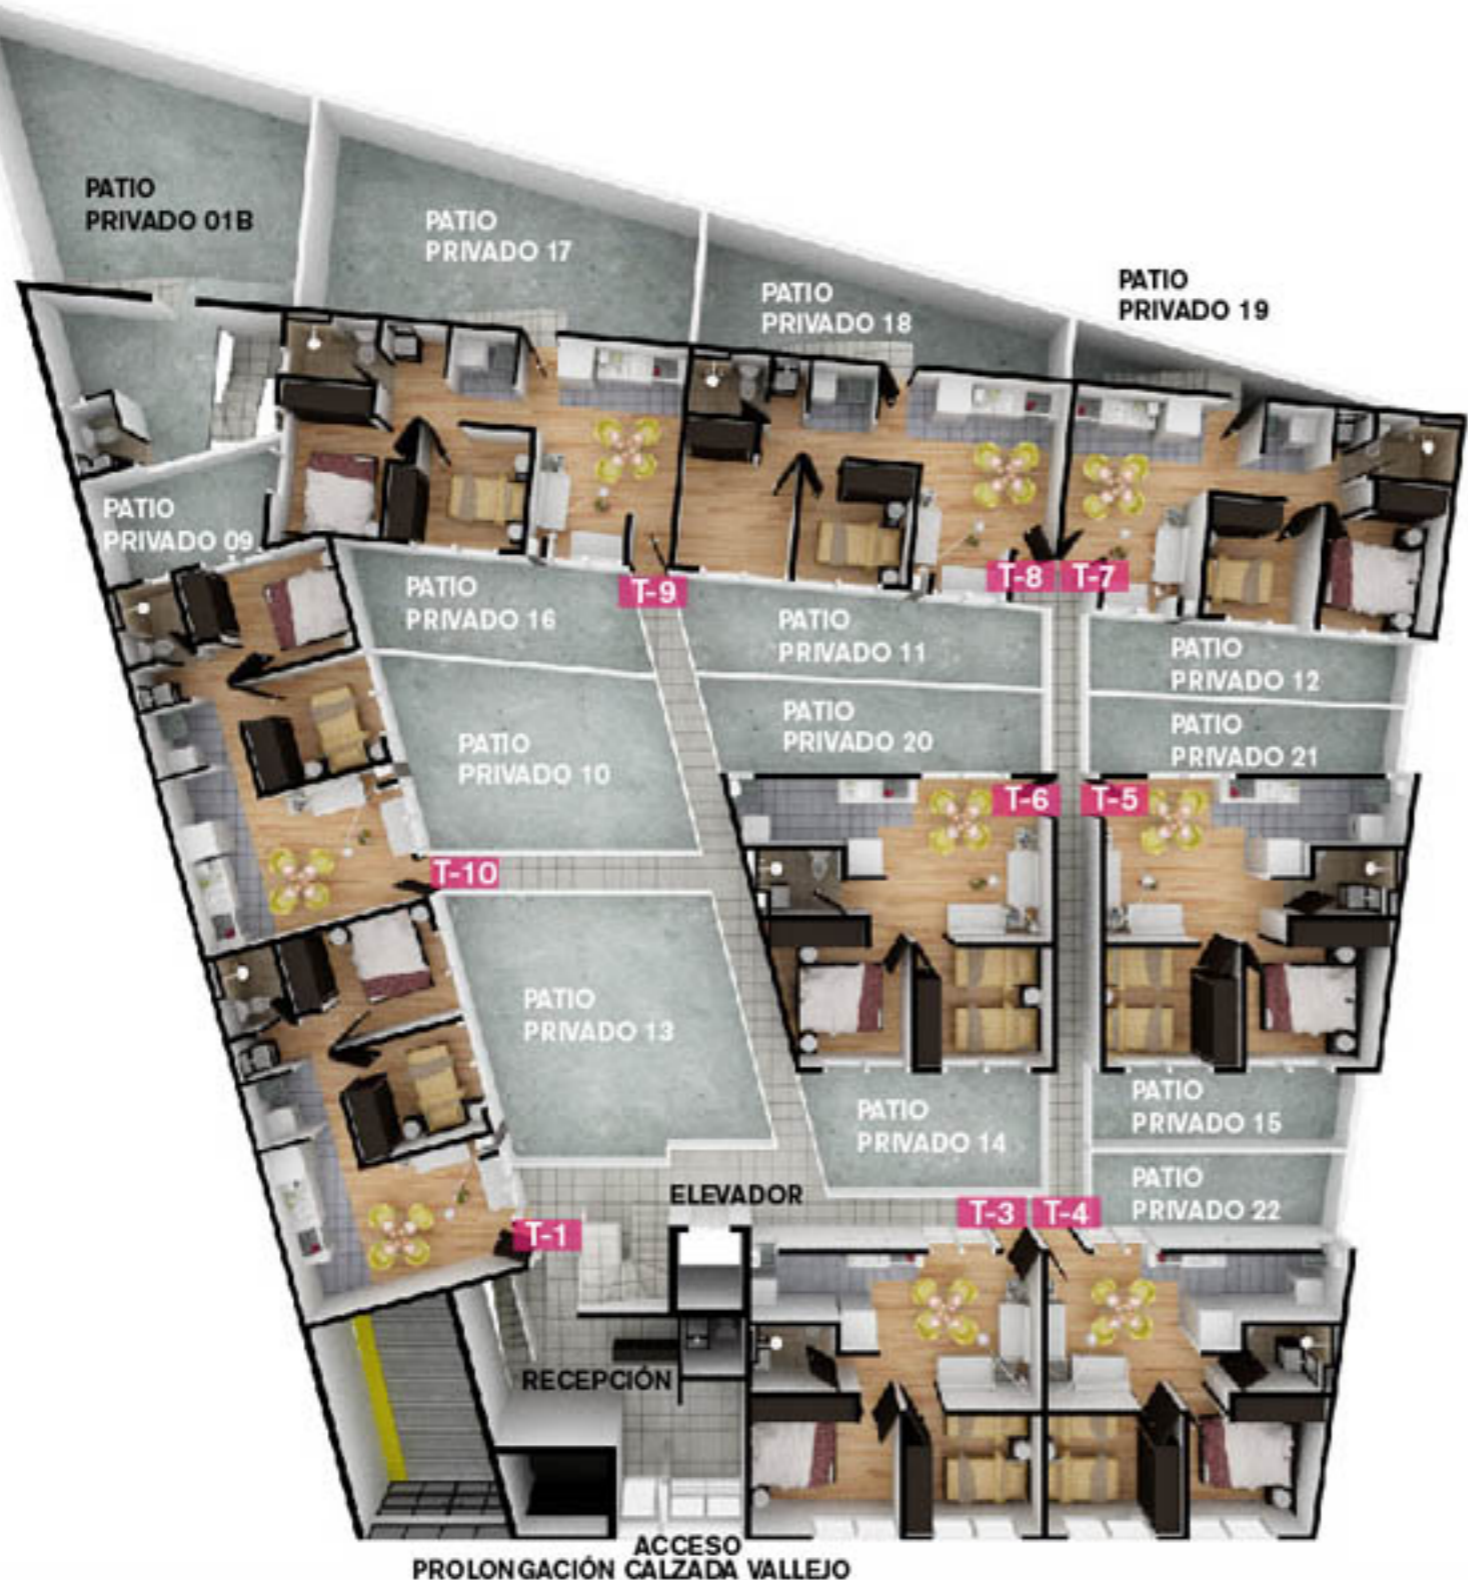 PATIO
PRIVADO 01B
PATIO
PRIVADO 17
PATIO
PRIVADO 18
PATIO
PRIVADO 19
PATIO
PRIVADO 09
PATIO
PRIVADO 16
T-9
T-8
T-7
PATIO
PRIVADO 11
PATIO
PRIVADO 12
PATIO
PRIVADO 20
PATIO
PRIVADO 21
PATIO
PRIVADO 10
T-6
T-5
T-10
PATIO
PRIVADO 13
PATIO
PRIVADO 14
PATIO
PRIVADO 15
PATIO
PRIVADO 22
ELEVADOR
T-3
T-4
T-1
RECEPCIÓN
ACCESO
PROLONGACIÓN CALZADA VALLEJO